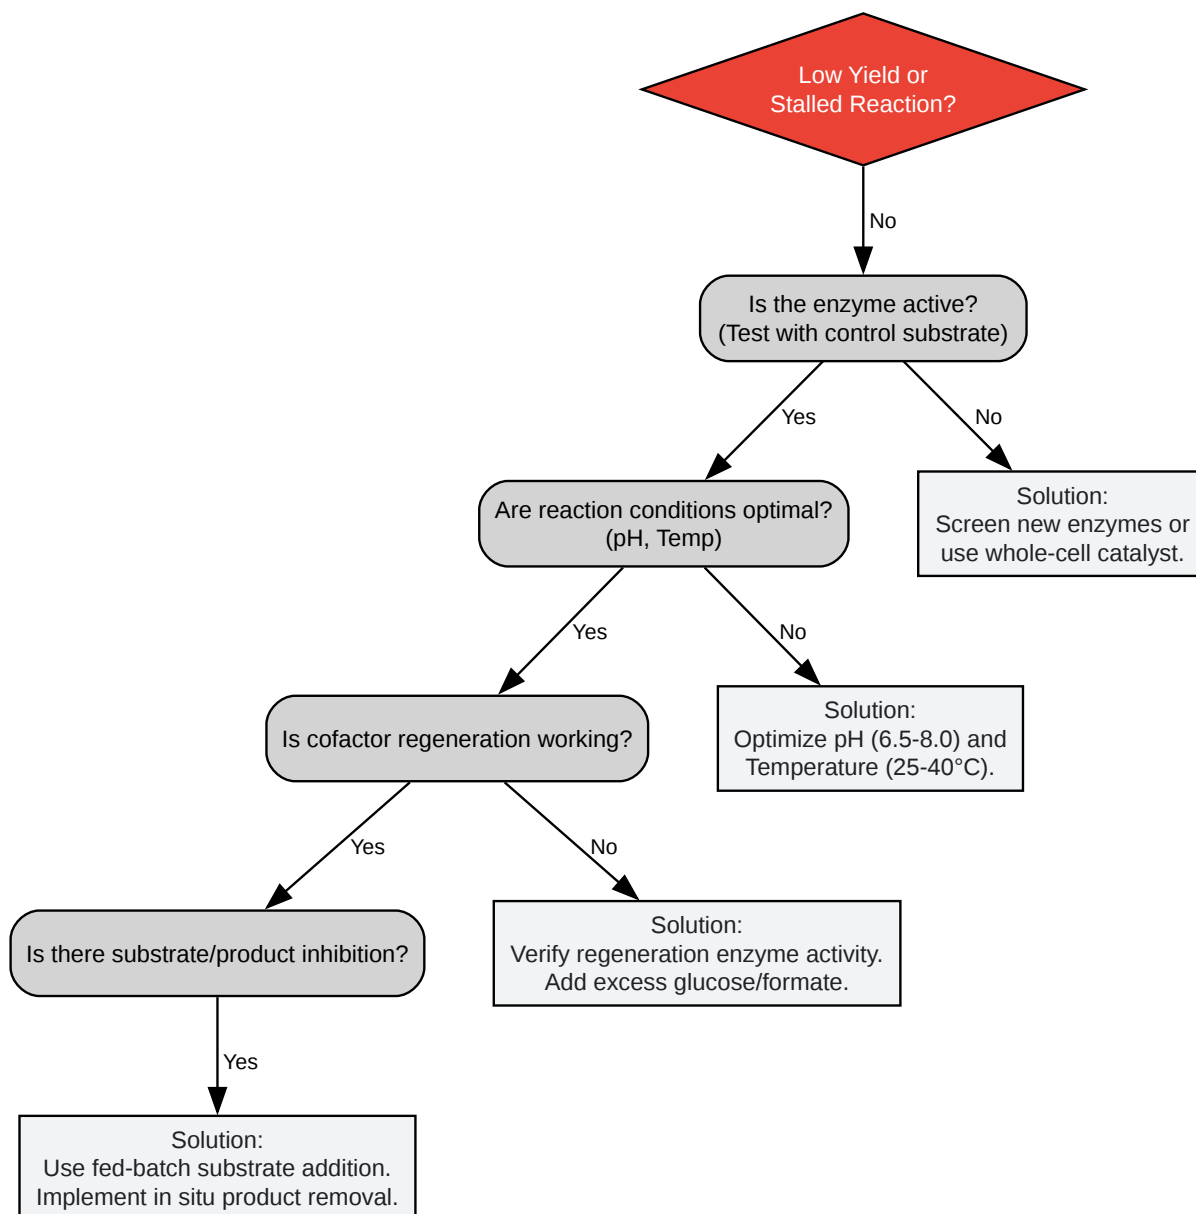 Low Yield or
Stalled Reaction?
No
Is the enzyme active?
(Test with control substrate)
Yes
No
Are reaction conditions optimal?
(pH, Temp)
Solution:
Screen new enzymes or
use whole-cell catalyst.
Yes
No
Is cofactor regeneration working?
Solution:
Optimize pH (6.5-8.0) and
Temperature (25-40°C).
Yes
No
Is there substrate/product inhibition?
Solution:
Verify regeneration enzyme activity.
Add excess glucose/formate.
Yes
Solution:
Use fed-batch substrate addition.
Implement in situ product removal.